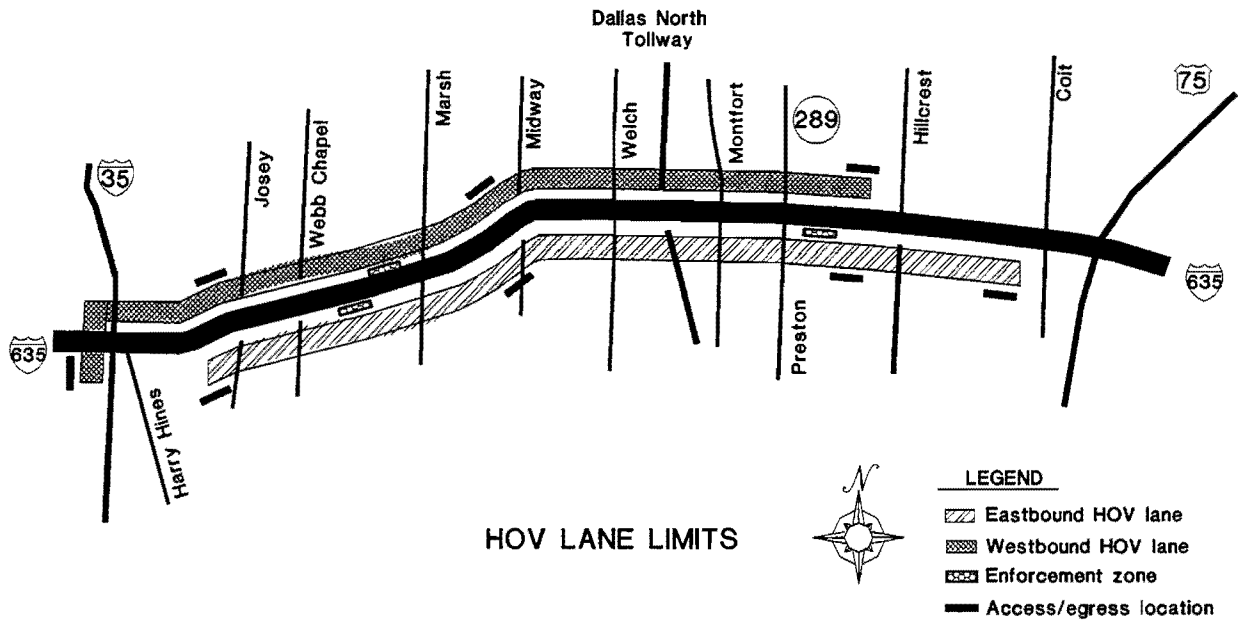 Dallas North
Tollway
35
Josey
Webb Chapel
Marsh
Midway
Welch
Montfort
289
Hillcrest
Coit
75
635
635
Harry Hines
Preston
N
HOV LANE LIMITS
LEGEND
Eastbound HOV lane
Westbound HOV lane
Enforcement zone
Access/egress location